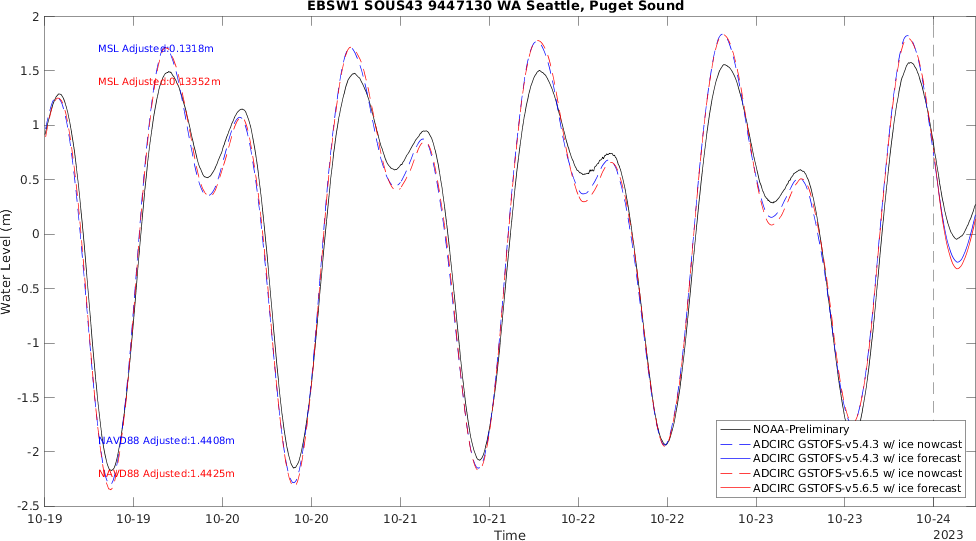 EBSW1 SOUS43 9447130 WA Seattle, Puget Sound
2
1.5
1
0.5
0
-0.5
-1
-1.5
-2
-2.5
Water Level (m)
MSL Adjusted:0.1318m
MSL Adjusted:0.13352m
NAVD88 Adjusted:1.4408m
NAVD88 Adjusted:1.4425m
NOAA-Preliminary
ADCIRC GSTOFS-v5.4.3 w/ ice nowcast
ADCIRC GSTOFS-v5.4.3 w/ ice forecast
ADCIRC GSTOFS-v5.6.5 w/ ice nowcast
ADCIRC GSTOFS-v5.6.5 w/ ice forecast
10-19 10-19 10-20 10-20 10-21 10-21 10-22 10-22 10-23 10-23 10-24
Time
2023